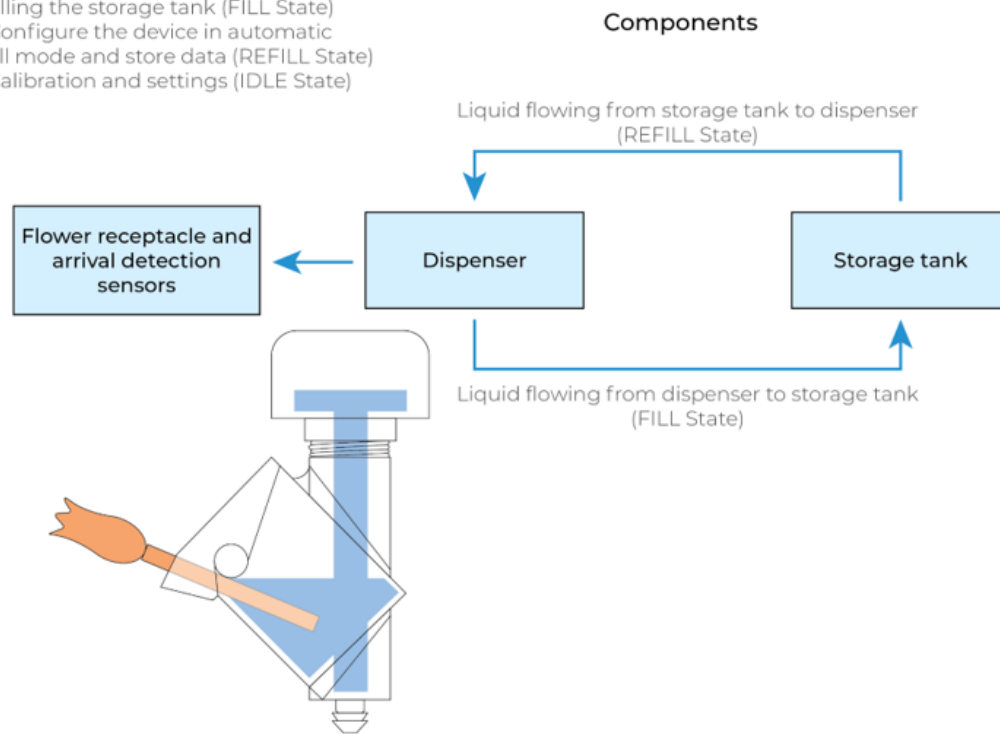 lling the storage tank (FILL State)
onfigure the device in automatic
ll mode and store data (REFILL State)
alibration and settings (IDLE State)
Components
Liquid flowing from storage tank to dispenser
(REFILL State)
Flower receptacle and
arrival detection
sensors
Dispenser
Storage tank
Liquid flowing from dispenser to storage tank
(FILL State)